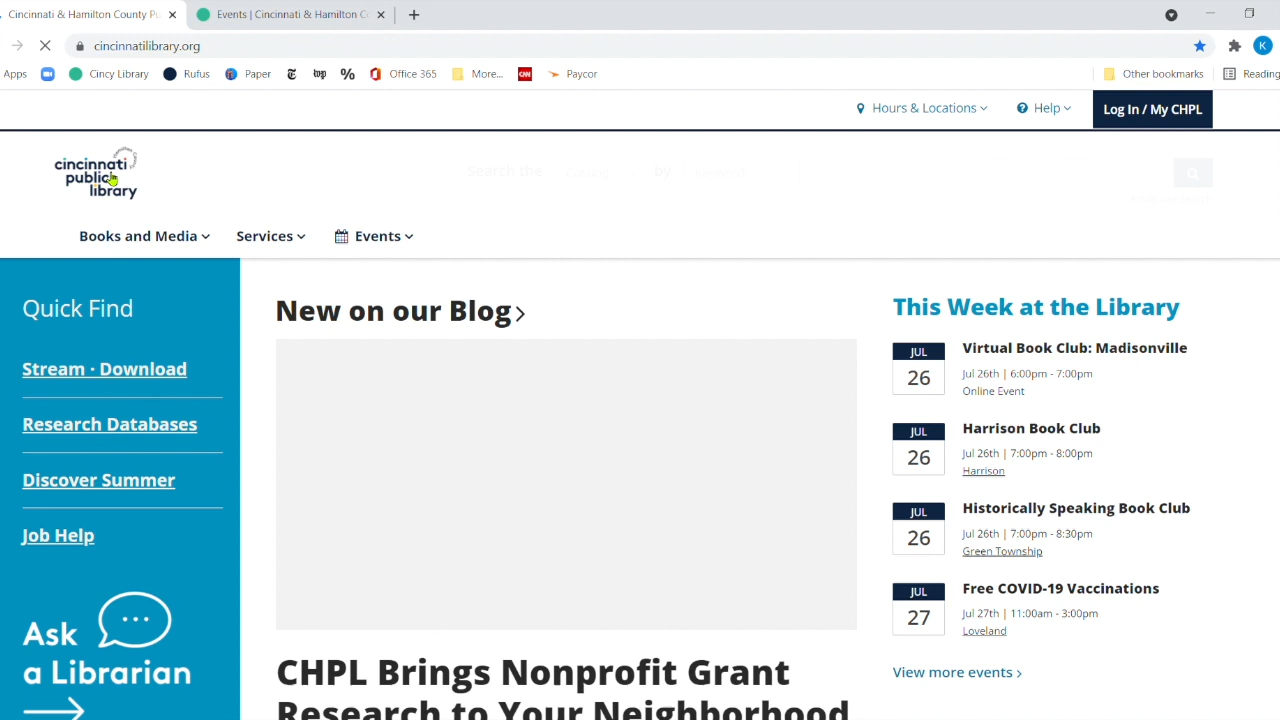 Cincinnati & Hamilton County Pu
Events | Cincinnati & Hamilton C
cincinnatilibrary.org
K
Apps
Cincy Library
Rufus
Paper
Office 365
More...
CNN
Paycor
Other bookmarks
Reading
Hours & Locations
Help
Log In / My CHPL
cincinnati
public
library
Search the
by
Books and Media
Services
Events
Quick Find
Stream · Download
Research Databases
Discover Summer
Job Help
Ask
a Librarian
New on our Blog
CHPL Brings Nonprofit Grant
Research to Your Neighborhood
This Week at the Library
JUL
26
Virtual Book Club: Madisonville
Jul 26th | 6:00pm - 7:00pm
Online Event
JUL
26
Harrison Book Club
Jul 26th | 7:00pm - 8:00pm
Harrison
JUL
26
Historically Speaking Book Club
Jul 26th | 7:00pm - 8:30pm
Green Township
JUL
27
Free COVID-19 Vaccinations
Jul 27th | 11:00am - 3:00pm
Loveland
View more events